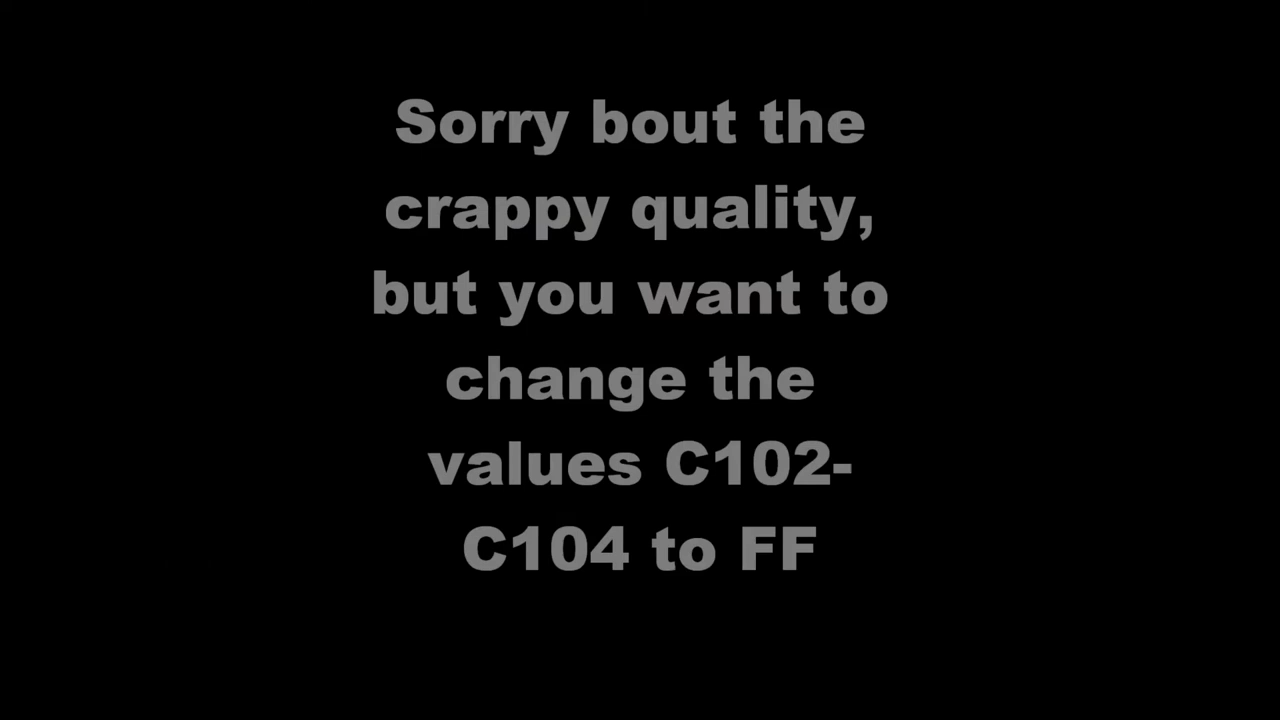 Sorry bout the
crappy quality,
but you want to
change the
values C102-
C104 to FF